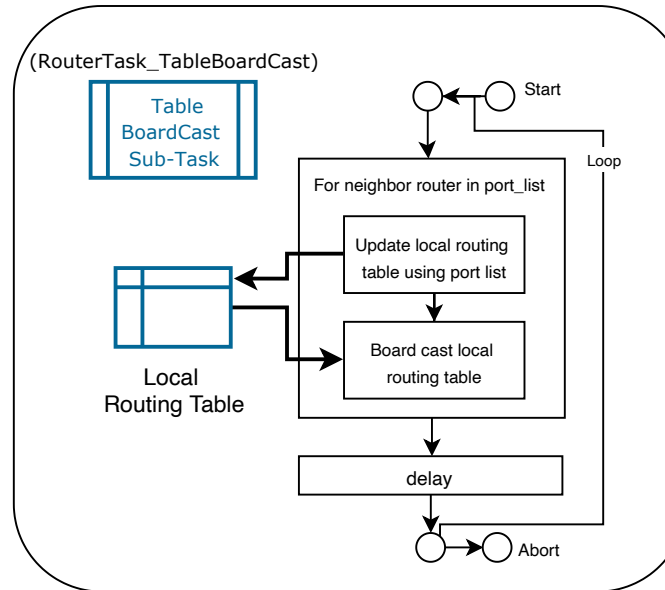 (RouterTask_TableBoardCast)
Table
BoardCast
Sub-Task
Start
Loop
For neighbor router in port_list
Update local routing
table using port list
Board cast local
routing table
Local
Routing Table
delay
Abort